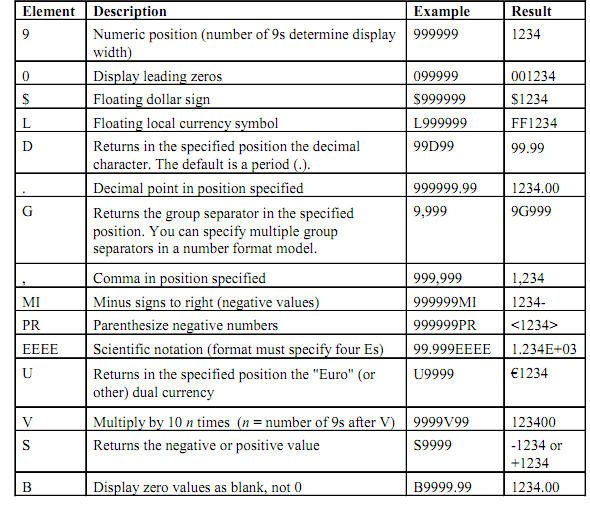 Element Description Example Result
9 Numeric position (number of 9s determine display width) 999999 1234
0 Display leading zeros 099999 001234
$ Floating dollar sign $999999 $1234
L Floating local currency symbol L999999 FF1234
D Returns in the specified position the decimal character. The default is a period (.). 99D99 99.99
. Decimal point in position specified 999999.99 1234.00
G Returns the group separator in the specified position. You can specify multiple group separators in a number format model. 9,999 9G999
, Comma in position specified 999,999 1,234
MI Minus signs to right (negative values) 999999MI 1234-
PR Parenthesize negative numbers 999999PR <1234>
EEEE Scientific notation (format must specify four Es) 99.999EEEE 1.234E+03
U Returns in the specified position the "Euro" (or other) dual currency U9999 €1234
V Multiply by 10 n times (n = number of 9s after V) 9999V99 123400
S Returns the negative or positive value S9999 -1234 or +1234
B Display zero values as blank, not 0 B9999.99 1234.00